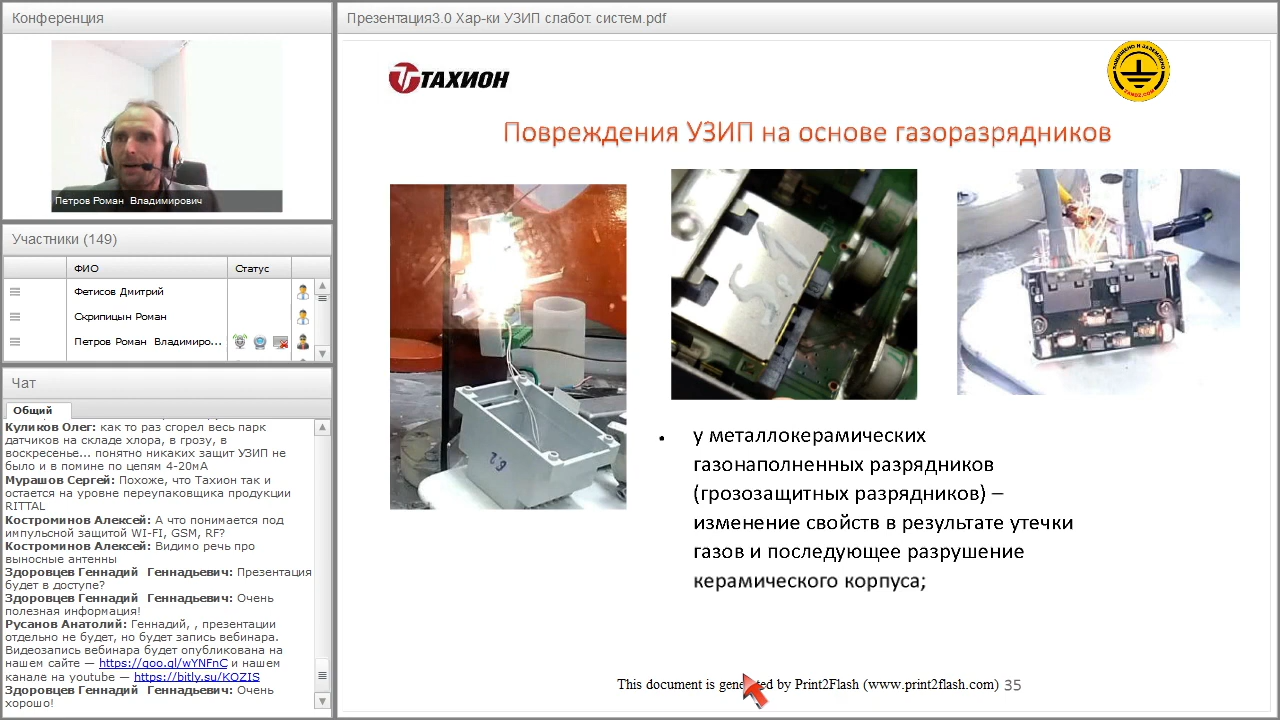 Конференция
Петров Роман Владимирович
Участники (149)
ФИО
Статус
Фетисов Дмитрий
Скрипицын Роман
Петров Роман Владимиро...
Чат
Общий
Куликов Олег: как то раз сгорел весь парк
датчиков на складе хлора, в грозу, в
воскресенье... понятно никаких защит УЗИП не
было и в помине по цепям 4-20мА
Мурашов Сергей: Похоже, что Тахион так и
остается на уровне переупаковщика продукции
RITTAL
Костроминов Алексей: А что понимается под
импульсной защитой WI-FI, GSM, RF?
Костроминов Алексей: Видимо речь про
выносные антенны
Здоровцев Геннадий Геннадьевич: Презентация
будет в доступе?
Здоровцев Геннадий Геннадьевич: Очень
полезная информация!
Русанов Анатолий: Геннадий, , презентации
отдельно не будет, но будет запись вебинара.
Видеозапись вебинара будет опубликована на
нашем сайте — https://goo.gl/wYNFnC и нашем
канале на youtube — https://bitly.su/KOZIS
Здоровцев Геннадий Геннадьевич: Очень
хорошо!
Презентация3.0 Хар-ки УЗИП слабот. систем.pdf
ТАХИОН
ЗАЩИЩЕНО И ЗАЗЕМЛЕНО
ZANDZ.COM
Повреждения УЗИП на основе газоразрядников
6.2
• у металлокерамических
газонаполненных разрядников
(грозозащитных разрядников) –
изменение свойств в результате утечки
газов и последующее разрушение
керамического корпуса;
This document is generated by Print2Flash (www.print2flash.com) 35